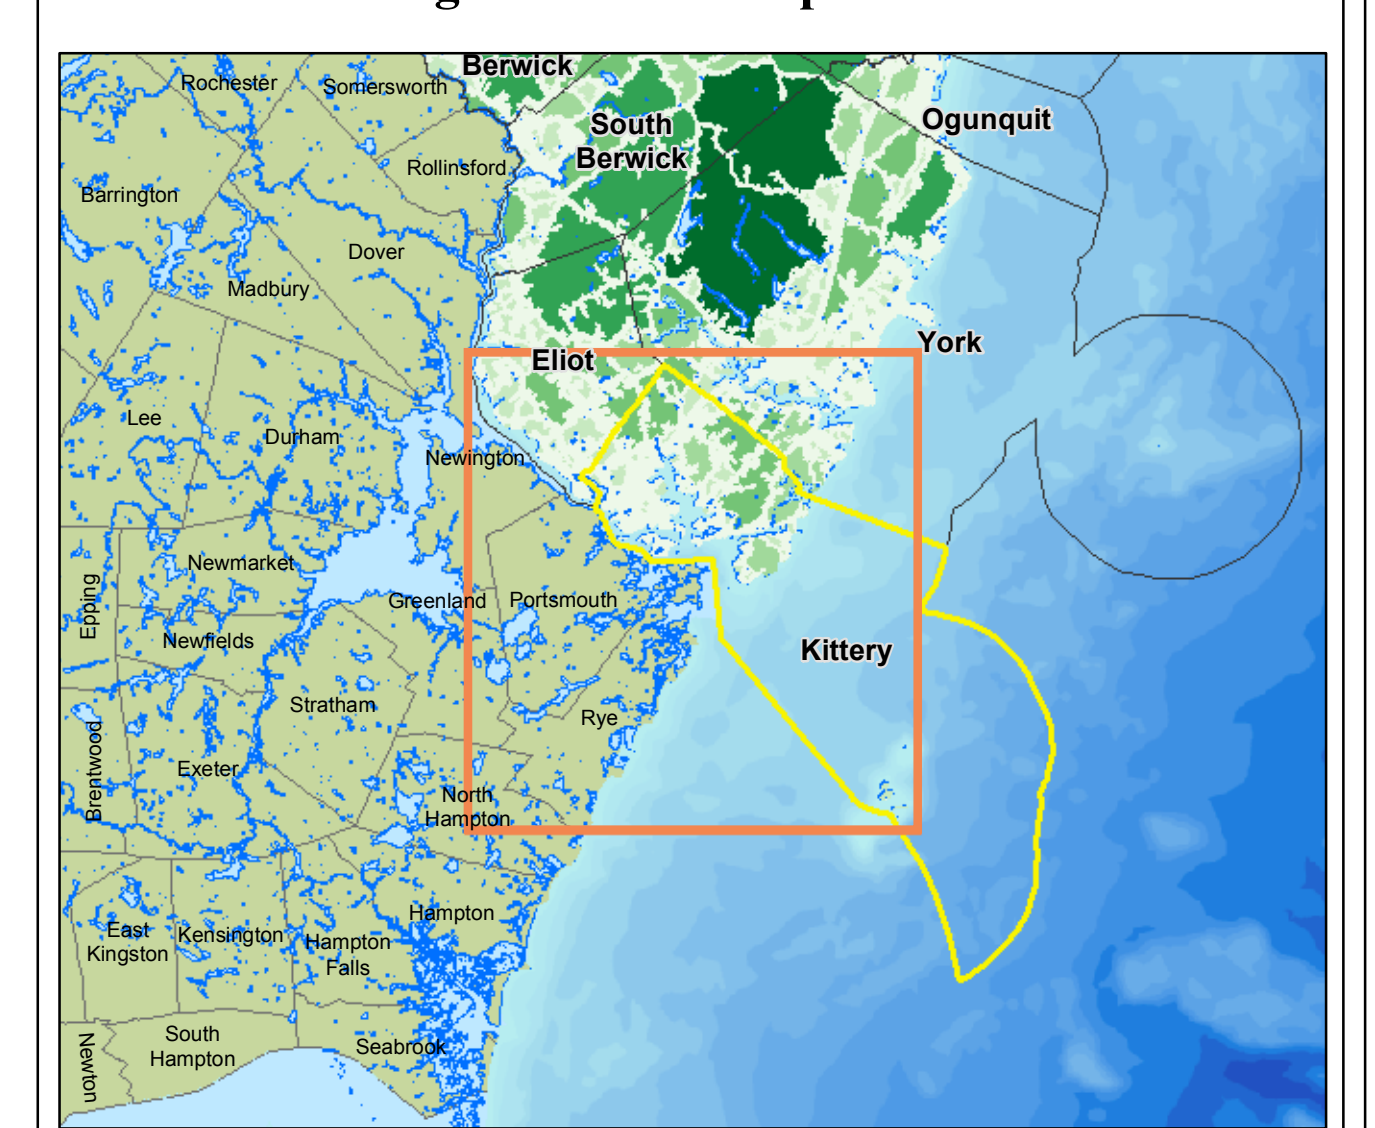 Berwick
Rochester
Somersworth
Ogunquit
South
Berwick
Rollinsford
Barrington
Dover
Madbury
York
Eliot
Lee
Durham
Newington
Newmarket
Epping
Greenland
Portsmouth
Newfields
Kittery
Stratham
Rye
Brentwood
Exeter
North
Hampton
Hampton
East
Kingston
Kensington
Hampton
Falls
South
Hampton
Seabrook
Newton